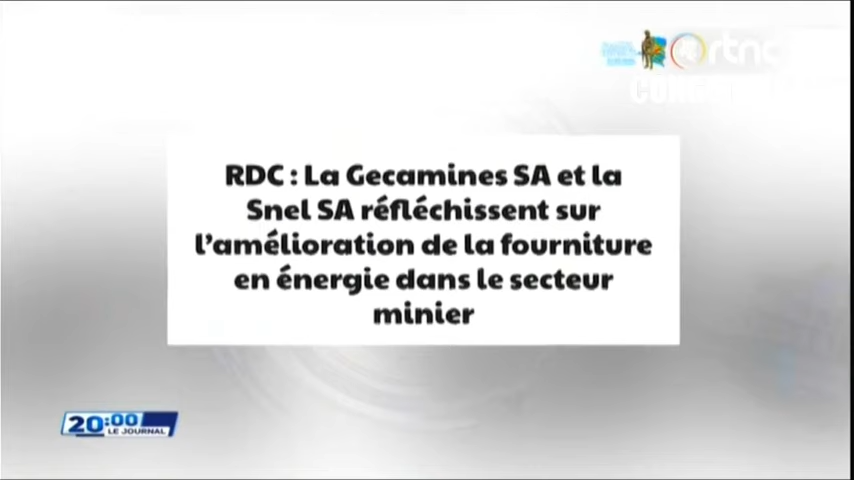 rtnc
RDC : La Gecamines SA et la
Snel SA réfléchissent sur
l'amélioration de la fourniture
en énergie dans le secteur
minier
20:00
LE JOURNAL